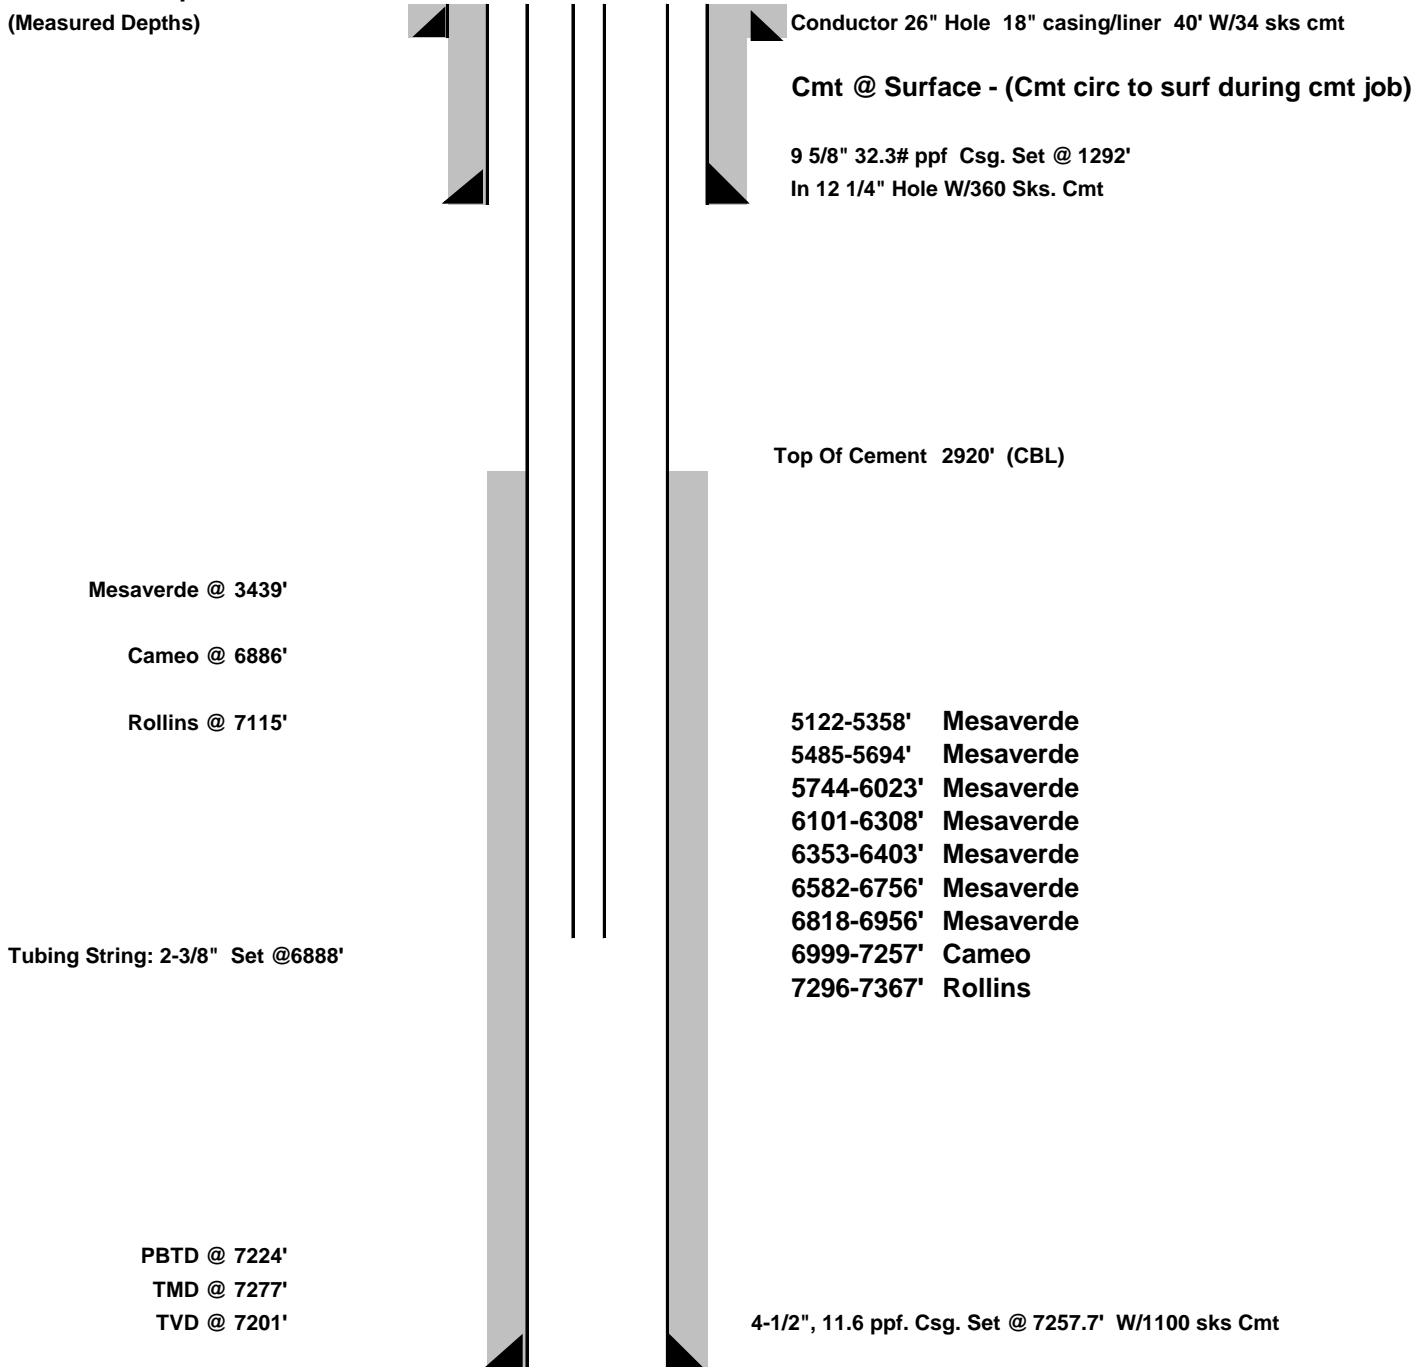 (Measured Depths)
Conductor 26" Hole 18" casing/liner 40' W/34 sks cmt
Cmt @ Surface - (Cmt circ to surf during cmt job)
9 5/8" 32.3# ppf Csg. Set @ 1292'
In 12 1/4" Hole W/360 Sks. Cmt
Top Of Cement 2920' (CBL)
Mesaverde @ 3439'
Cameo @ 6886'
Rollins @ 7115'
5122-5358' Mesaverde
5485-5694' Mesaverde
5744-6023' Mesaverde
6101-6308' Mesaverde
6353-6403' Mesaverde
6582-6756' Mesaverde
6818-6956' Mesaverde
6999-7257' Cameo
7296-7367' Rollins
Tubing String: 2-3/8" Set @6888'
PBTD @ 7224'
TMD @ 7277'
TVD @ 7201'
4-1/2", 11.6 ppf. Csg. Set @ 7257.7' W/1100 sks Cmt